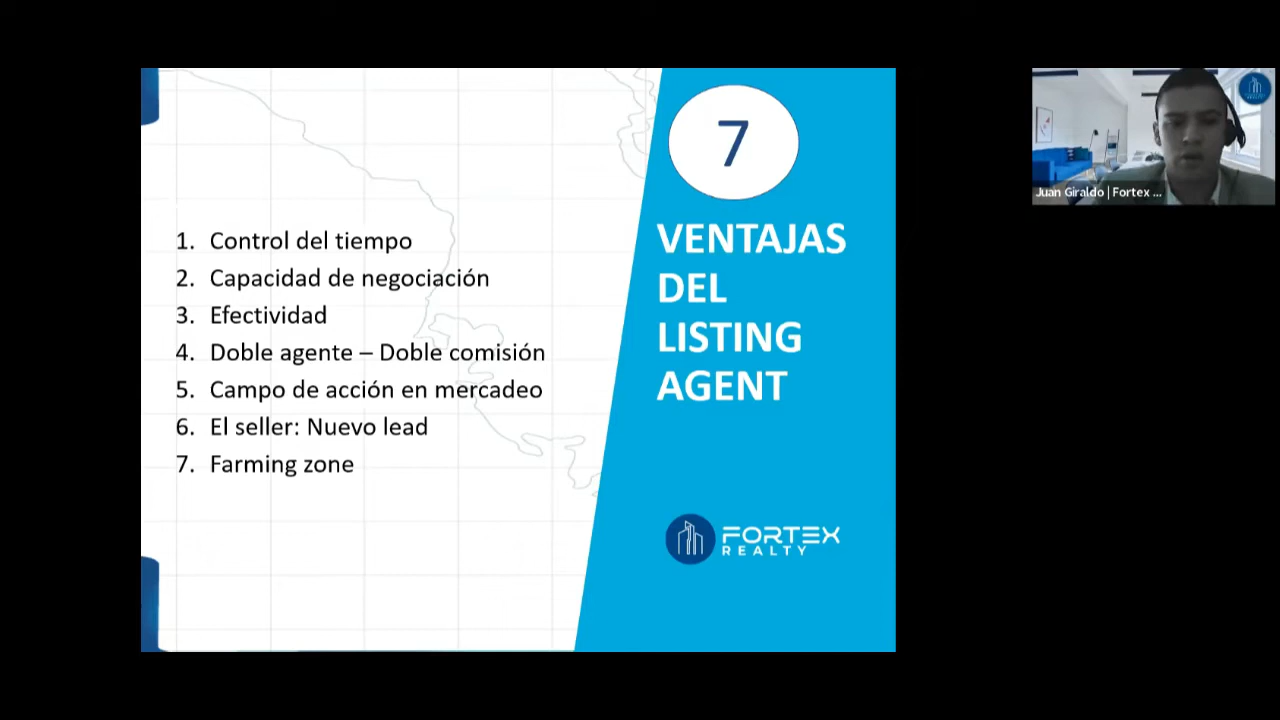 1. Control del tiempo
2. Capacidad de negociación
3. Efectividad
4. Doble agente – Doble comisión
5. Campo de acción en mercadeo
6. El seller: Nuevo lead
7. Farming zone
7
VENTAJAS
DEL
LISTING
AGENT
FORTEX
REALTY
Juan Giraldo | Fortex ...